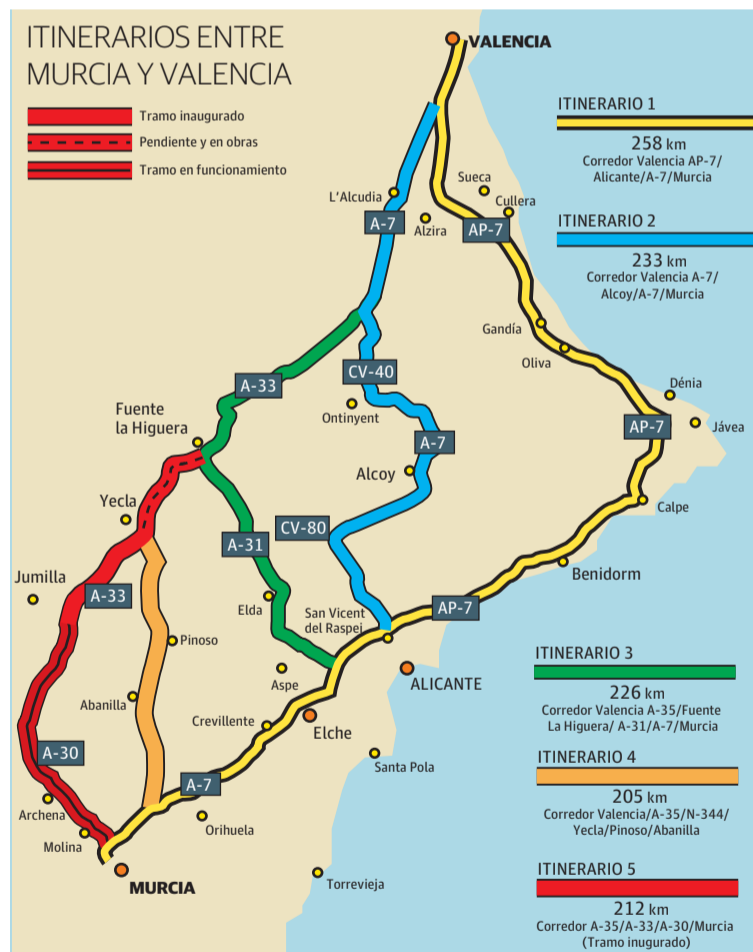 ITINERARIOS ENTRE
MURCIA Y VALENCIA
Tramo inaugurado
Pendiente y en obras
Tramo en funcionamiento
VALENCIA
ITINERARIO 1
258 km
Corredor Valencia AP-7/
Alicante/A-7/Murcia
ITINERARIO 2
233 km
Corredor Valencia A-7/
Alcoy/A-7/Murcia
L'Alcudia
Sueca
Cullera
A-7
Alzira
AP-7
Gandía
Oliva
CV-40
A-33
Dénia
Ontinyent
Fuente
la Higuera
Jávea
AP-7
A-7
Alcoy
Yecla
Calpe
CV-80
A-31
Benidorm
Jumilla
A-33
Elda
San Vicent
del Raspei
AP-7
Pinoso
Aspe
ALICANTE
Abanilla
Crevillente
Elche
A-30
Santa Pola
A-7
Archena
Orihuela
Molina
MURCIA
Torrevieja
ITINERARIO 3
226 km
Corredor Valencia A-35/Fuente
La Higuera/ A-31/A-7/Murcia
ITINERARIO 4
205 km
Corredor Valencia/A-35/N-344/
Yecla/Pinoso/Abanilla
ITINERARIO 5
212 km
Corredor A-35/A-33/A-30/Murcia
(Tramo inugurado)